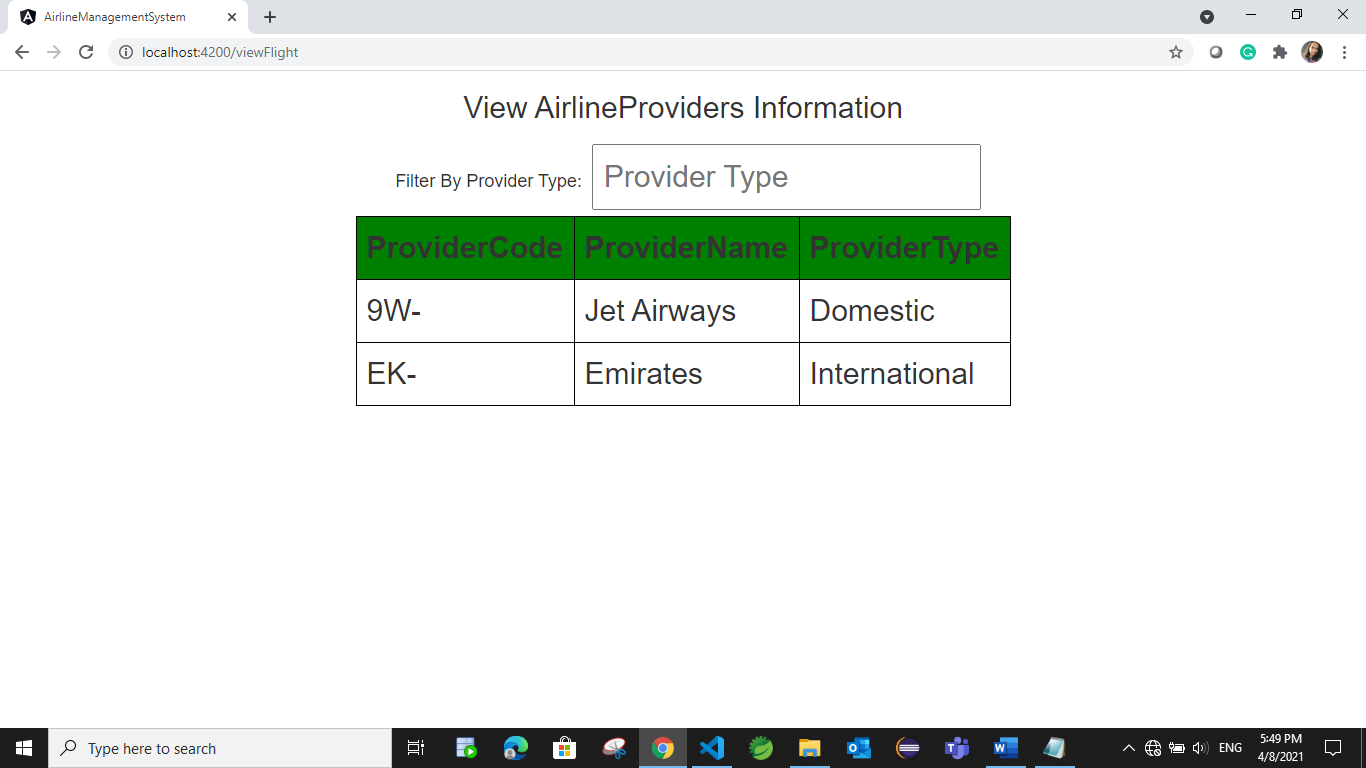 AirlineManagementSystem
localhost:4200/viewFlight
View AirlineProviders Information
Filter By Provider Type: Provider Type
ProviderCode ProviderName ProviderType
9W- Jet Airways Domestic
EK- Emirates International
Type here to search
ENG
5:49 PM
4/8/2021